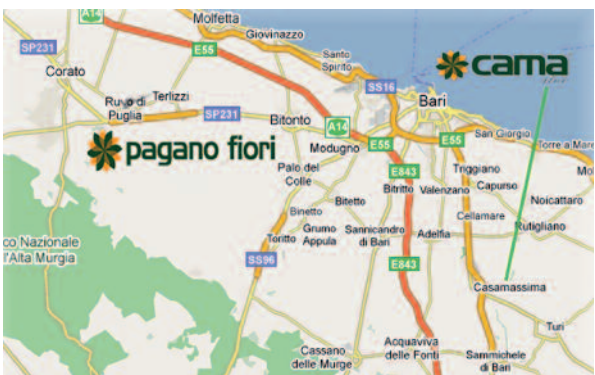 A14
Molfetta
Giovinazzo
SP231
E55
Santo
Spirito
cama
Corato
SS16
Bari
Ruvo di
Puglia
Terlizzi
SP231
Bitonto
A14
E55
E55
San Giorgio
Torre a Mare
pagano fiori
Modugno
Palo del
Colle
E843
Triggiano
Mo
Bitritto
Valenzano
Capurso
Noicattaro
Bitetto
Binetto
Cellamare
Rutigliano
Grumo
Appula
Sannicandro
di Bari
Adelfia
Toritto
co Nazionale
l'Alta Murgia
SS96
E843
Casamassima
Turi
Acquaviva
delle Fonti
Cassano
delle Murge
Sammichele
di Bari